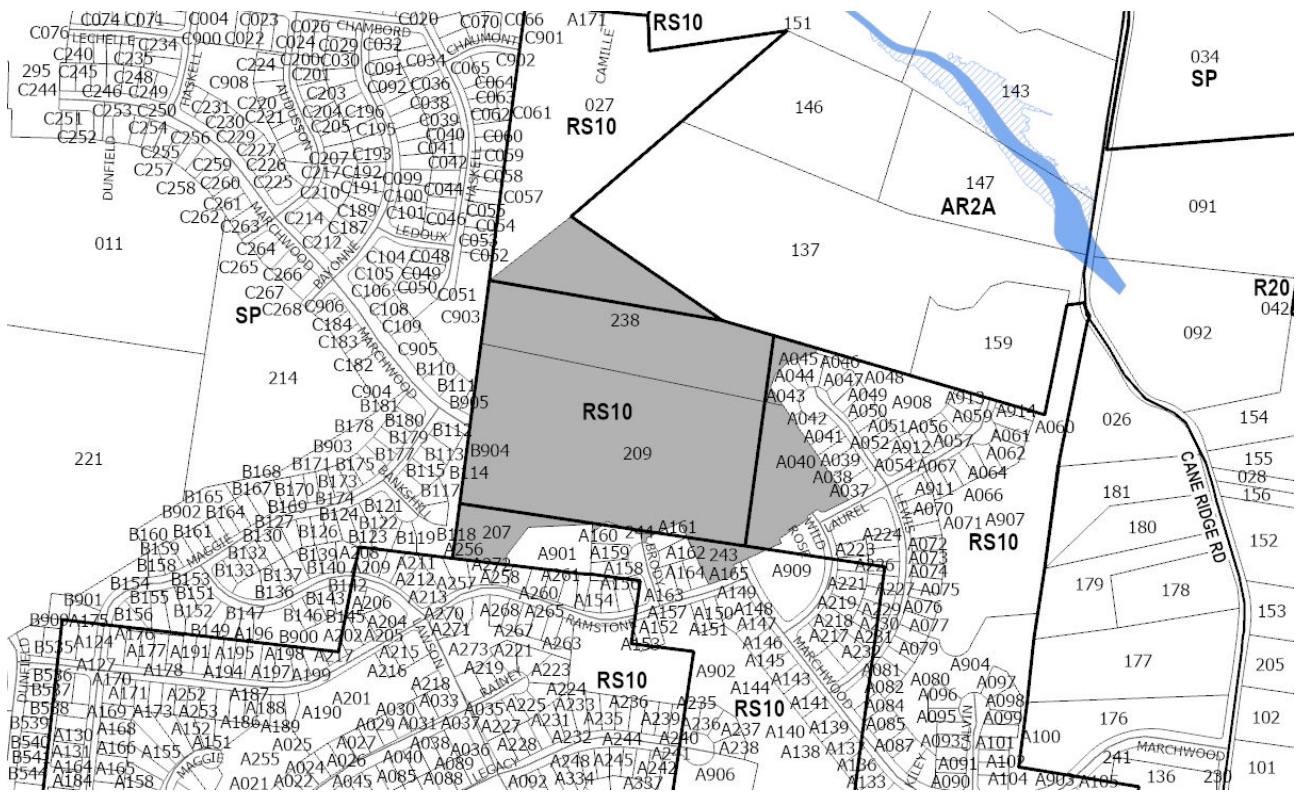 C074 C071 C004 C023 C020 C070 C066 A171 RS10 151
C076 LECHELLE C234 C900 C022 C026 CHAMBORD
C024 C029 C032 CHAUMONT C901
C240 C235 C200 C030 C034 C902 CAMILLE 034
295 C245 C248 C224 C201 C091 C065 SP
C244 C246 C249 HASKELL C908 C203 C092 C036 C064 143
C253 C250 C231 C220 AUDUSSON C204 C196 C038 C063 027 146
C251 C254 C230 C221 C205 C195 C039 C062 C061 RS10
C252 C256 C229 C040 C060
C255 C227 C207 C193 C041 C059
C257 DUNFIELD C259 C226 C217 C192 C042 C058
C258 C260 C225 C210 C191 C099 C044 HASKELL C057 147
C261 C189 C100 C055 AR2A 091
C262 C263 MARCHWOOD C214 C187 C101 C046 C054
011 C264 C212 LEDOUX C053 137
C265 C266 BAYONNE C104 C048 C052
C267 C105 C049
C268 C906 C106 C050 C051 R20
SP C184 C108 C903 042
C183 MARCHWOOD C109 238 092
C182 C905 159
214 B110 A045 A046
C904 B111 A044 A047 A048
B181 B905 A043 A049 A908 A913
B178 B180 RS10 A042 A050 A059 A914 154
B179 B112 A051 A056 A060 026
B903 B177 B113 B904 209 A041 A052 A912 A057 A061
221 B168 B171 B175 B115 B114 A040 A039 A054 A067 A062 155
B167 B170 B173 BANKSHILL B117 A038 A064 028
B165 B169 B174 B121 A037 A911 A066 181 156
B902 B164 B127 B124 B122 LAUREL LEWIS A070 CANE RIDGE RD
B160 B161 B130 B126 B123 B118 207 A160 244 A161 WILD ROSE A224 A071 A907 180
B159 MAGGIE B132 B139 A208 B119 A256 A901 A159 BROD A162 243 A223 A072 RS10 152
B158 B133 B140 A209 A211 A258 A261 A158 A164 A165 A909 A073
B154 B153 B137 A212 A257 A149 A221 A074 179 178
B901 B155 B151 B136 B143 A206 A213 A260 A154 A163 A148 A219 A227 A075
B156 B152 B147 B146 B145 A204 A270 A268 A265 A157 A150 A147 A218 A229 A076 153
A175 B149 A196 B900 A202 A205 A271 RAMSTONE A152 A151 A217 A230 A077
B535 A124 A176 A177 A191 A195 A198 A217 A267 A263 A153 A146 A232 A231 A079
A127 A178 A194 A197 A199 A215 A273 A221 A145 MARCHWOOD A904 177 205
DUNFIELD B536 A170 A216 A219 A223 RS10 A902 A143 A081 A080 A097
B537 A171 A252 A187 A201 A218 RAINEY A224 A144 A082 A096 A098
B538 A169 A173 A253 A188 A190 A030 A033 A035 A225 A233 A236 A235 RS10 A141 A084 A095 A099 176 102
B539 A130 A168 A152 A186 A189 A029 A031 A037 A227 A231 A235 A239 A236 A237 A140 A139 A085 A100
B540 A131 A166 A155 A151 A025 A027 A038 A036 A228 A232 A244 A240 A238 A138 A087 A093 A101 MARCHWOOD
B541 A164 A165 MAGGIE A255 A024 A026 A040 A089 LEGACY A248 A245 A241 A136 A091 241 101
B544 A184 A158 A021 A022 A045 A085 A088 A092 A334 A242 A906 A133 A090 A104 A903 A105 136 230